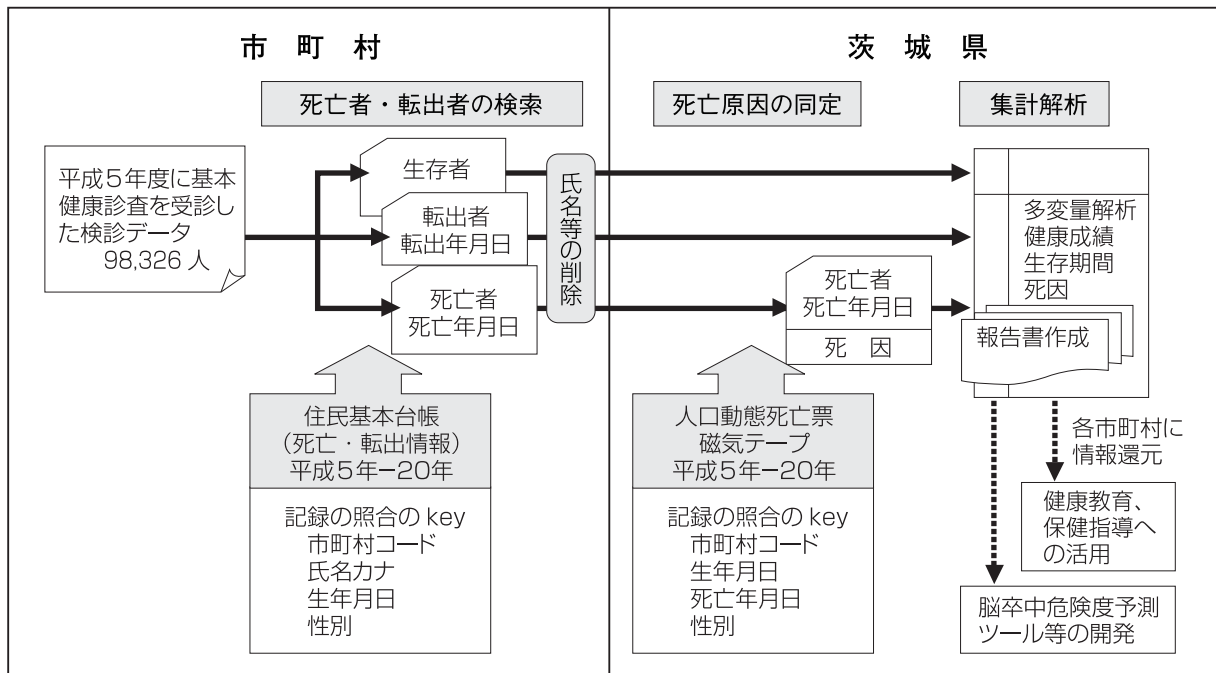 市 町 村
死亡者・転出者の検索
平成5年度に基本
健康診査を受診し
た検診データ
98,326 人
生存者
転出者
転出年月日
死亡者
死亡年月日
氏名等の削除
住民基本台帳
（死亡・転出情報）
平成5年−20年
記録の照合の key
市町村コード
氏名カナ
生年月日
性別
茨 城 県
死亡原因の同定
集計解析
死亡者
死亡年月日
死 因
人口動態死亡票
磁気テープ
平成5年−20年
記録の照合の key
市町村コード
生年月日
死亡年月日
性別
多変量解析
健康成績
生存期間
死因
報告書作成
各市町村に
情報還元
健康教育、
保健指導へ
の活用
脳卒中危険度予測
ツール等の開発